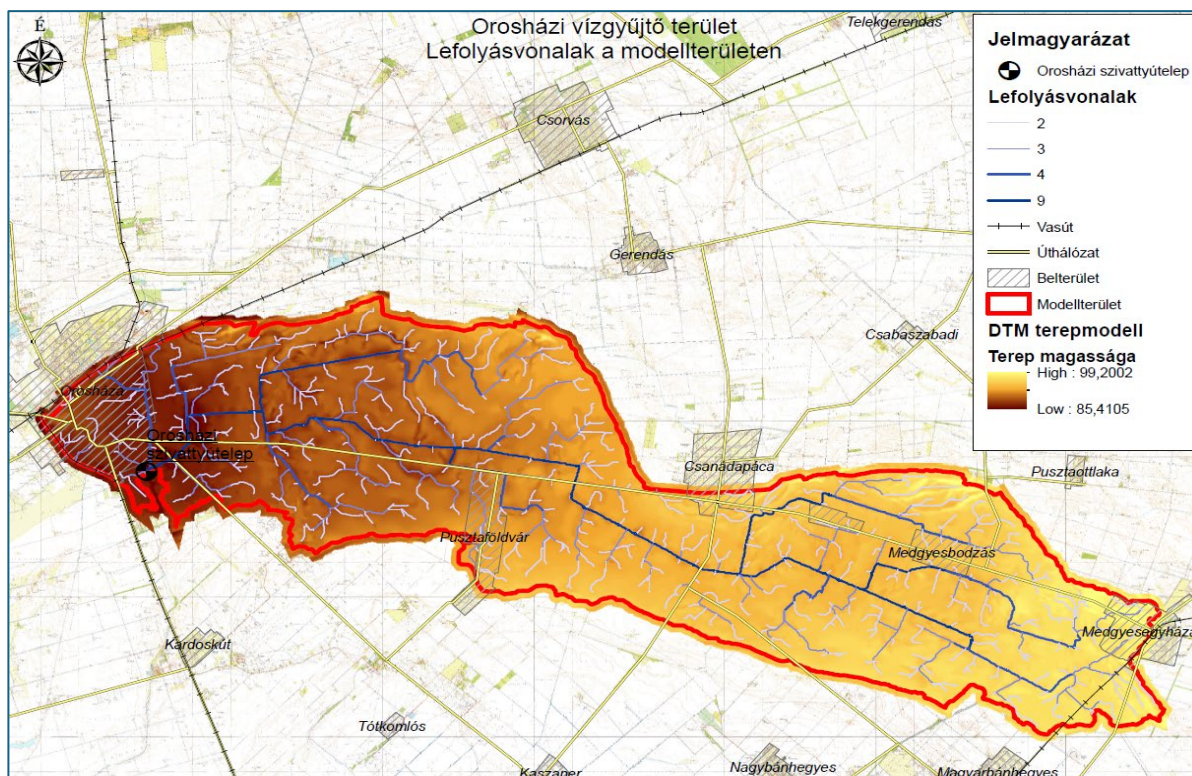 Orosházi vízgyűjtő terület
Lefolyásvonalak a modellterületen
É
Telekgerendás
Csorvás
Gerendás
Csabaszabadi
Orosháza
Orosházi
szivattyútelep
Csanádapáca
Pusztaottlaka
Pusztaföldvár
Medgyesbodzás
Medgyesegyháza
Kardoskút
Tótkomlós
Kaszaper
Nagybánhegyes
Magyarbánhegyes
Jelmagyarázat
Orosházi szivattyútelep
Lefolyásvonalak
2
3
4
9
Vasút
Úthálózat
Belterület
Modellterület
DTM terepmodell
Terep magassága
High : 99,2002
Low : 85,4105